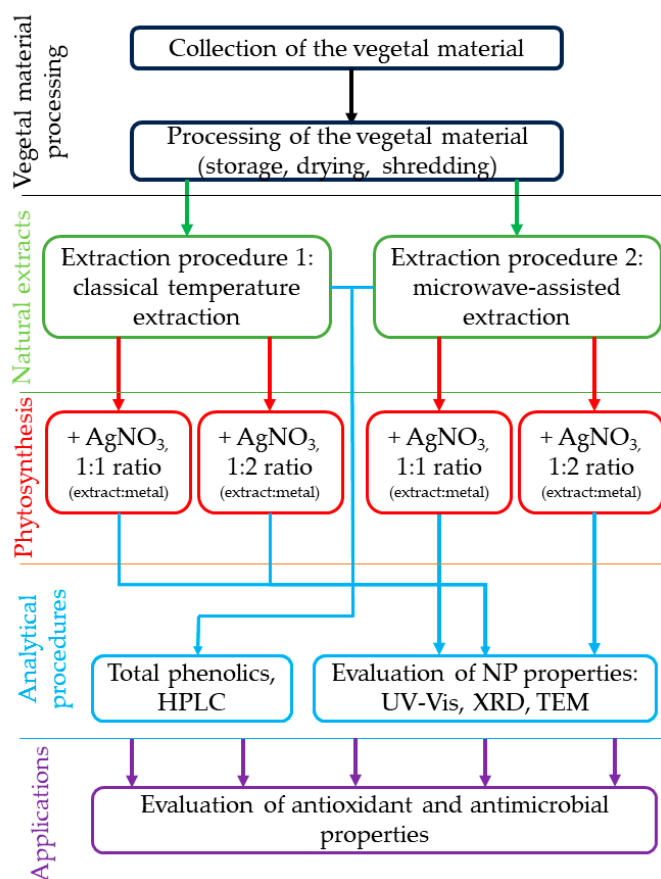 Vegetal material
processing
Collection of the vegetal material
Processing of the vegetal material
(storage, drying, shredding)
Natural extracts
Extraction procedure 1:
classical temperature
extraction
Extraction procedure 2:
microwave-assisted
extraction
Phytosynthesis
+ AgNO3,
1:1 ratio
(extract:metal)
+ AgNO3,
1:2 ratio
(extract:metal)
+ AgNO3,
1:1 ratio
(extract:metal)
+ AgNO3,
1:2 ratio
(extract:metal)
Analytical
procedures
Total phenolics,
HPLC
Evaluation of NP properties:
UV-Vis, XRD, TEM
Applications
Evaluation of antioxidant and antimicrobial
properties